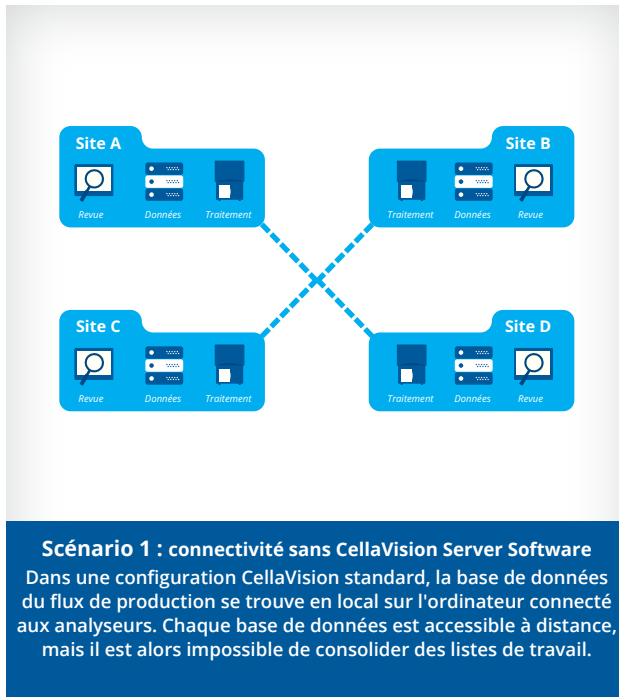 Site A
Revue
Données
Traitement
Site B
Traitement
Données
Revue
Site C
Revue
Données
Traitement
Site D
Traitement
Données
Revue
Scénario 1 : connectivité sans CellaVision Server Software
Dans une configuration CellaVision standard, la base de données
du flux de production se trouve en local sur l'ordinateur connecté
aux analyseurs. Chaque base de données est accessible à distance,
mais il est alors impossible de consolider des listes de travail.